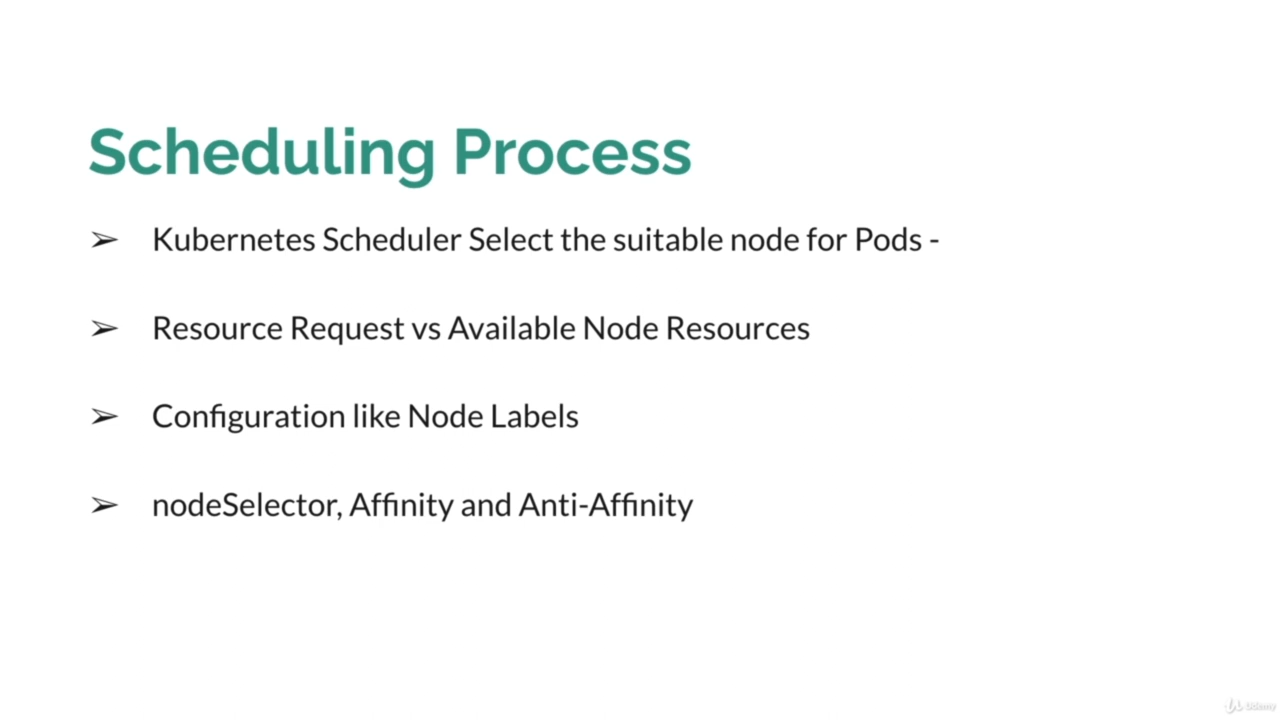 Scheduling Process
➢ Kubernetes Scheduler Select the suitable node for Pods -
➢ Resource Request vs Available Node Resources
➢ Configuration like Node Labels
➢ nodeSelector, Affinity and Anti-Affinity
Udemy